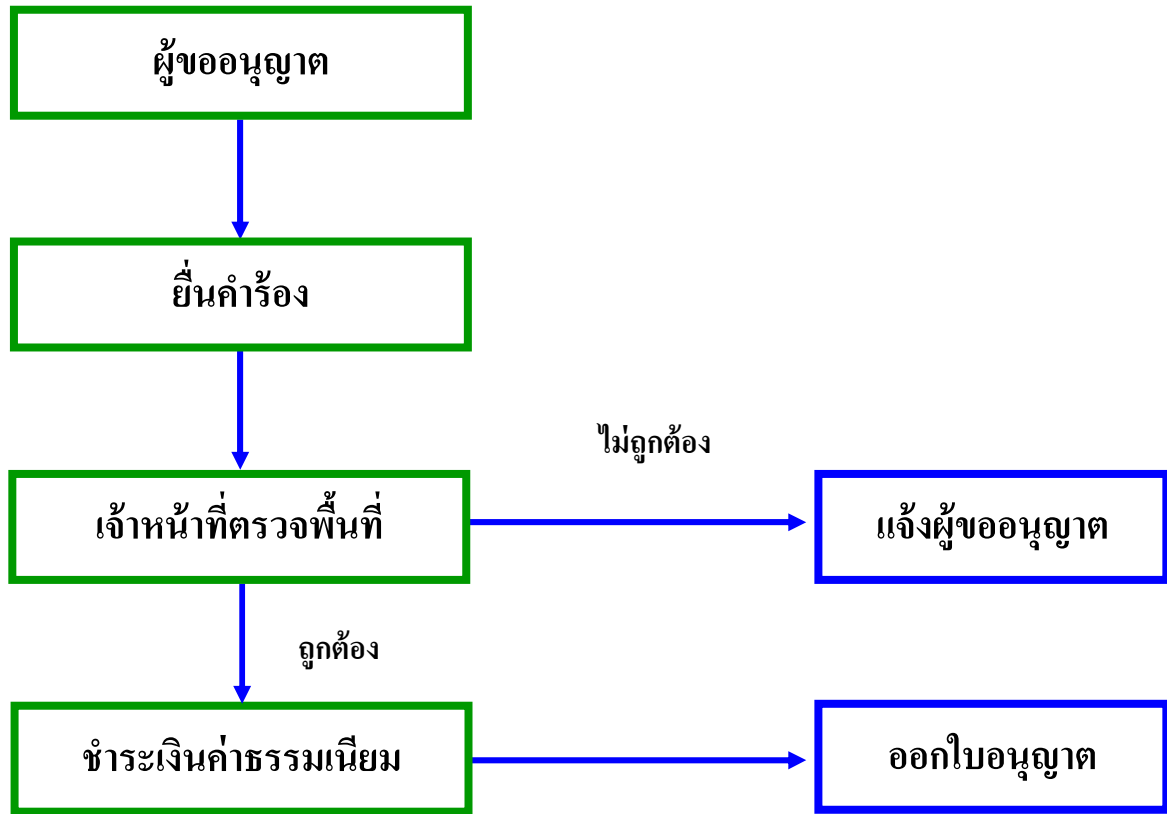 ผู้ขออนุญาต
ยื่นคำร้อง
ไม่ถูกต้อง
เจ้าหน้าที่ตรวจพื้นที่
แจ้งผู้ขออนุญาต
ถูกต้อง
ชำระเงินค่าธรรมเนียม
ออกใบอนุญาต